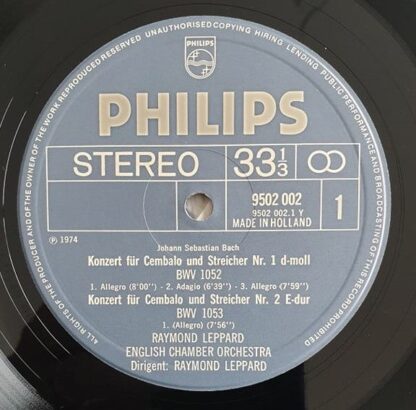 ALL RIGHTS OF THE PRODUCER AND OF THE OWNER OF THE WORK REPRODUCED RESERVED UNAUTHORISED COPYING HIRING LENDING PUBLIC PERFORMANCE AND BROADCASTING OF THIS RECORD PROHIBITED
PHILIPS
PHILIPS
STEREO 33 1/3 ꝏ
9502 002
9502 002.1 Y
MADE IN HOLLAND 1
℗ 1974
Johann Sebastian Bach
Konzert für Cembalo und Streicher Nr. 1 d-moll
BWV 1052
1. Allegro (8'00") - 2. Adagio (6'39") - 3. Allegro (7'59")
Konzert für Cembalo und Streicher Nr. 2 E-dur
BWV 1053
1. (Allegro) (7'56")
RAYMOND LEPPARD
ENGLISH CHAMBER ORCHESTRA
Dirigent: RAYMOND LEPPARD